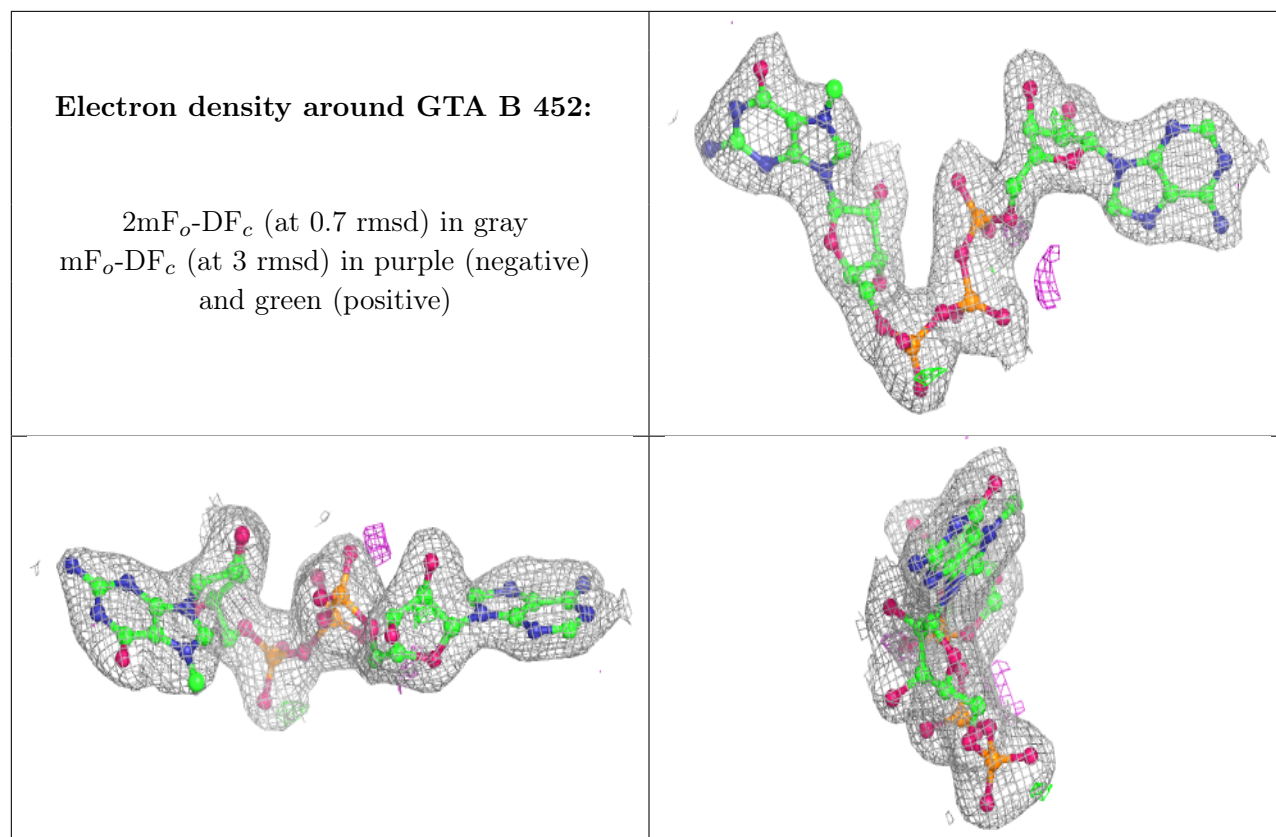 Electron density around GTA B 452:
2mFₒ-DF𝒸 (at 0.7 rmsd) in gray
mFₒ-DF𝒸 (at 3 rmsd) in purple (negative)
and green (positive)